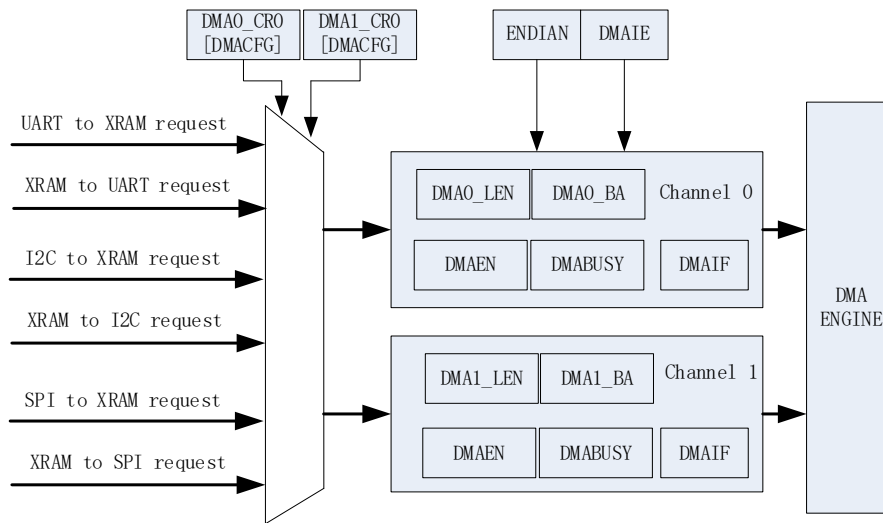 DMA0_CR0
[DMACFG]
DMA1_CR0
[DMACFG]
ENDIAN
DMAIE
UART to XRAM request
XRAM to UART request
I2C to XRAM request
XRAM to I2C request
SPI to XRAM request
XRAM to SPI request
DMA0_LEN
DMA0_BA
Channel 0
DMAEN
DMABUSY
DMAIF
DMA1_LEN
DMA1_BA
Channel 1
DMAEN
DMABUSY
DMAIF
DMA
ENGINE